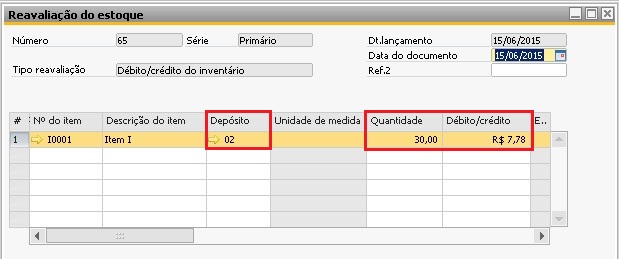 Reavaliação do estoque
Número 65 Série Primário Dt.lançamento 15/06/2015
Data do documento 15/06/2015
Tipo reavaliação Débito/crédito do inventário Ref.2
# Nº do item Descrição do item Depósito Unidade de medida Quantidade Débito/crédito E..
1 I0001 Item I 02 30,00 R$ 7,78